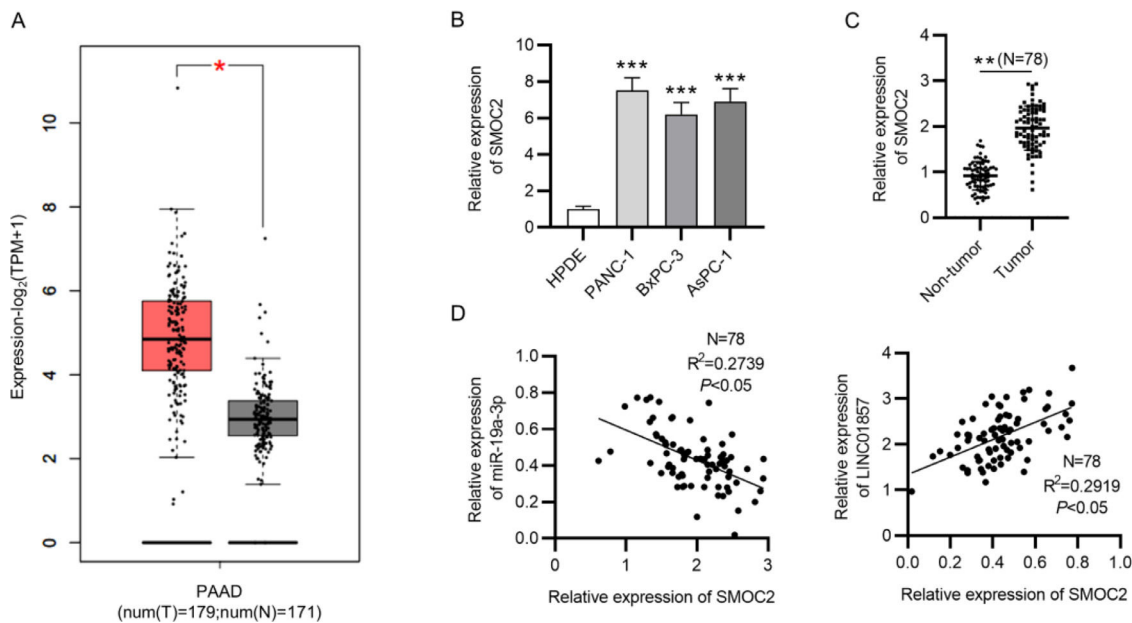 A
Expression-log2(TPM+1)
10
8
6
4
2
0
*
PAAD
(num(T)=179;num(N)=171)
B
Relative expression
of SMOC2
10
8
6
4
2
0
***
***
***
HPDE
PANC-1
BxPC-3
AsPC-1
C
Relative expression
of SMOC2
4
3
2
1
0
**(N=78)
Non-tumor
Tumor
D
Relative expression
of miR-19a-3p
1.0
0.8
0.6
0.4
0.2
0.0
N=78
R²=0.2739
P<0.05
0 1 2 3
Relative expression of SMOC2
Relative expression
of LINC01857
4
3
2
1
0
N=78
R²=0.2919
P<0.05
0.0 0.2 0.4 0.6 0.8 1.0
Relative expression of SMOC2